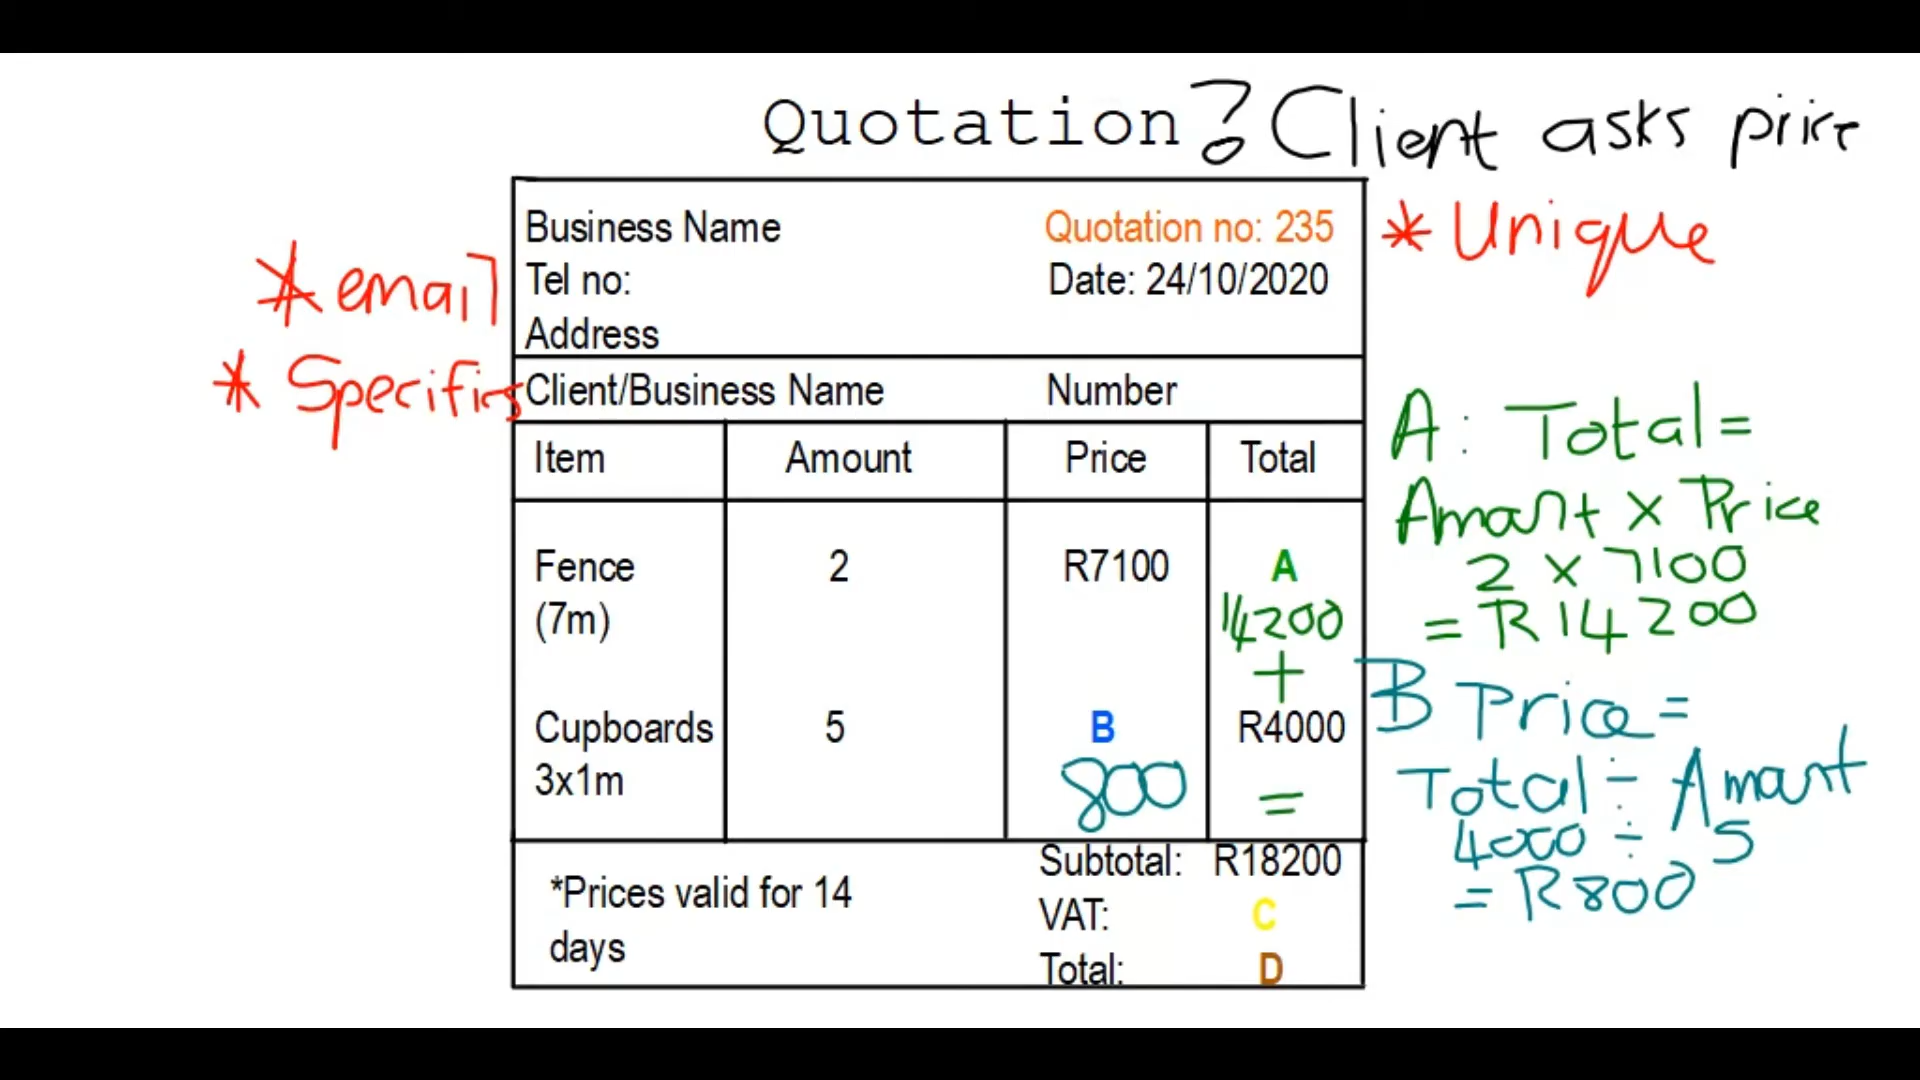 Quotation? Client asks price
Business Name Quotation no: 235 * Unique
* email Tel no: Date: 24/10/2020
Address
* Specifics Client/Business Name Number
Item Amount Price Total
A: Total =
Amount x Price
Fence 2 R7100 A
2 x 7100
(7m) 14200
= R14200
+
B Price =
Cupboards 5 B R4000
3x1m 800 =
Total ÷ Amount
4000 ÷ 5
= R800
Subtotal: R18200
*Prices valid for 14
days
VAT: C
Total: D